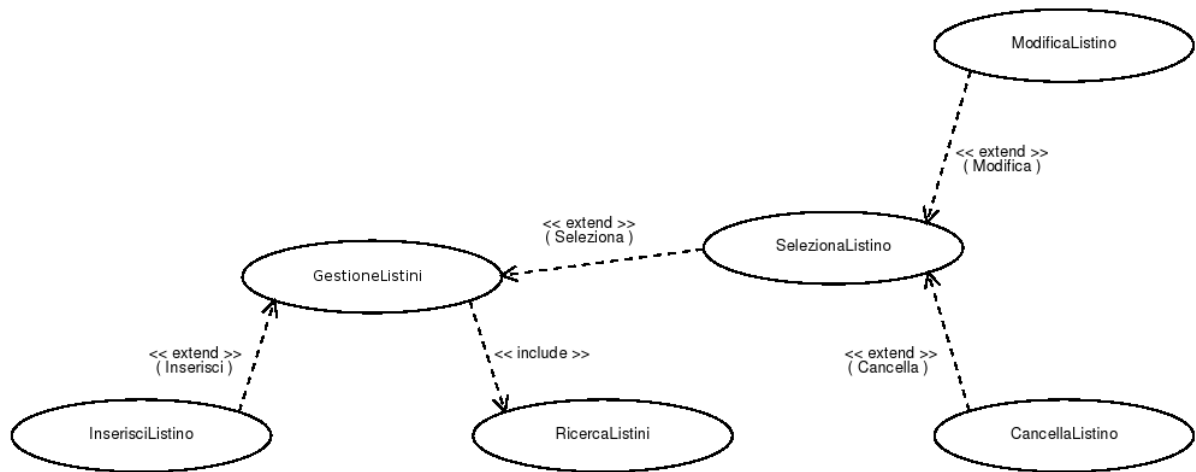 ModificaListino
<< extend >>
( Modifica )
<< extend >>
( Seleziona )
SelezionaListino
GestioneListini
<< extend >>
( Inserisci )
<< include >>
<< extend >>
( Cancella )
InserisciListino
RicercaListini
CancellaListino